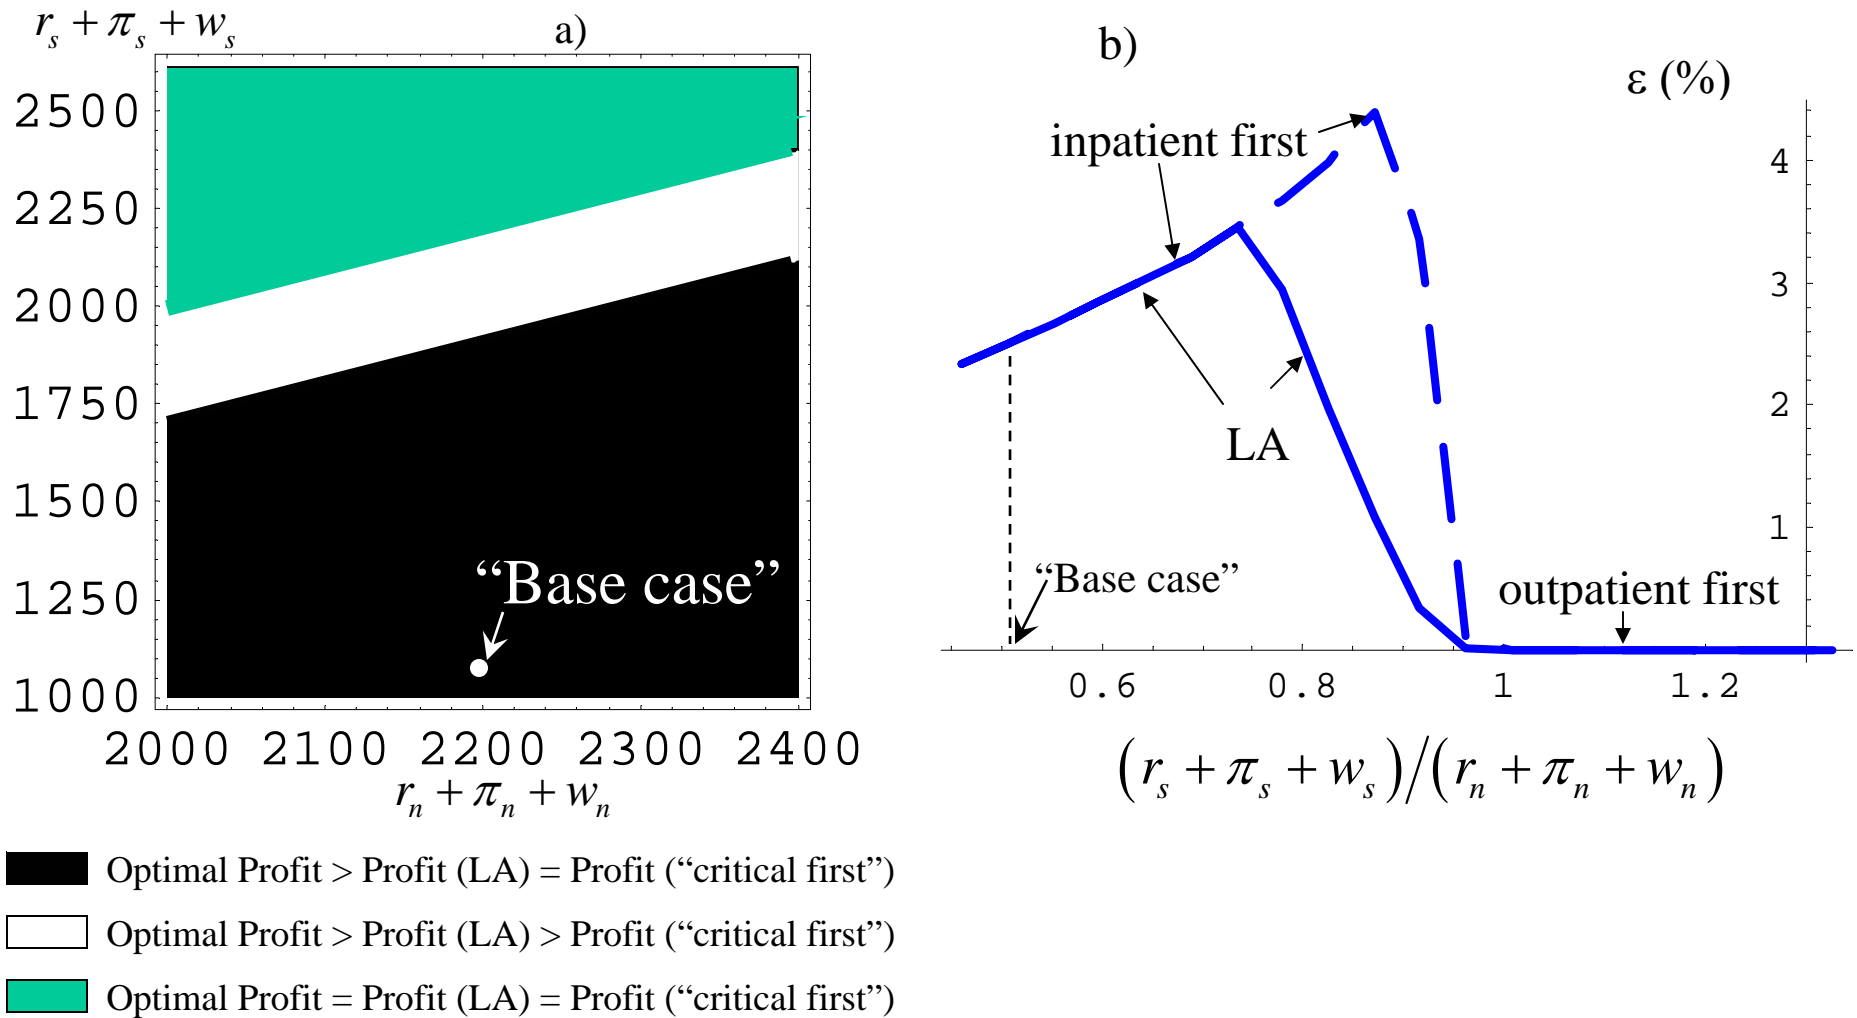 r_s + π_s + w_s
a)
2500
2250
2000
1750
1500
1250
1000
“Base case”
2000 2100 2200 2300 2400
r_n + π_n + w_n
Optimal Profit > Profit (LA) = Profit (“critical first”)
Optimal Profit > Profit (LA) > Profit (“critical first”)
Optimal Profit = Profit (LA) = Profit (“critical first”)
b)
ε (%)
inpatient first
4
3
2
1
LA
“Base case”
outpatient first
0.6 0.8 1 1.2
(r_s + π_s + w_s)/(r_n + π_n + w_n)